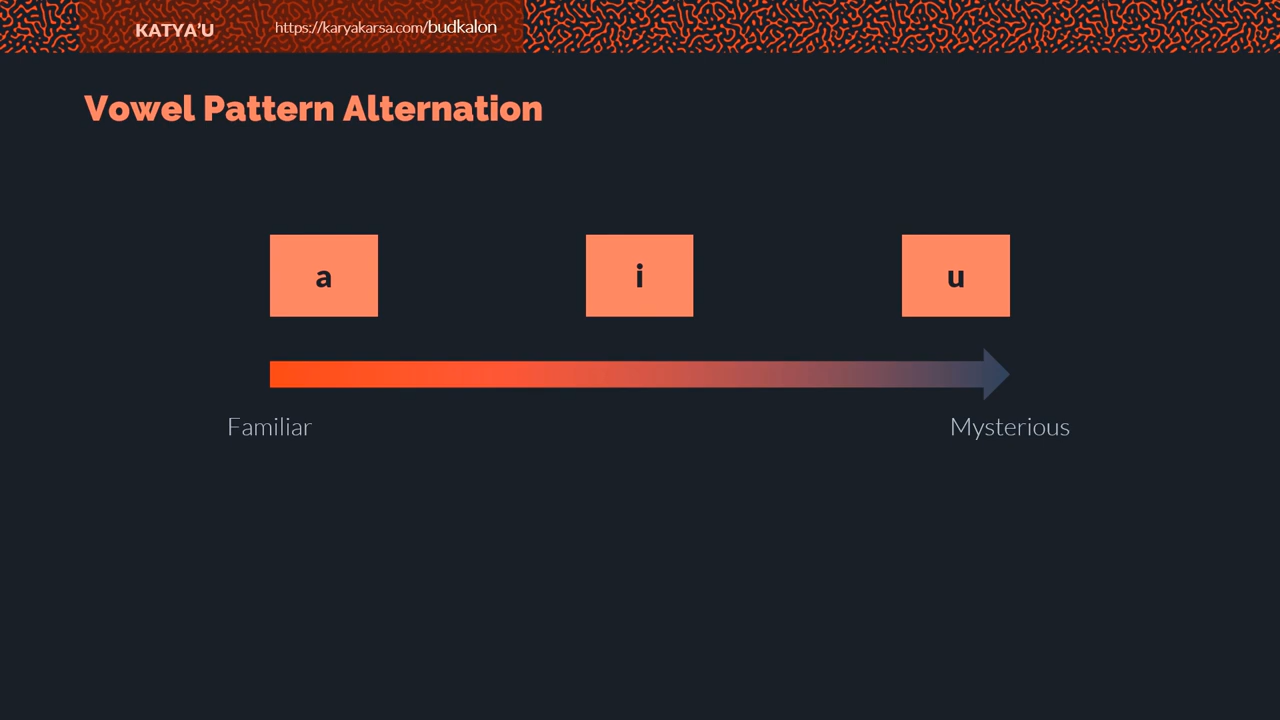 KATYA'U
https://karyakarsa.com/budkalon
Vowel Pattern Alternation
a i u
Familiar Mysterious